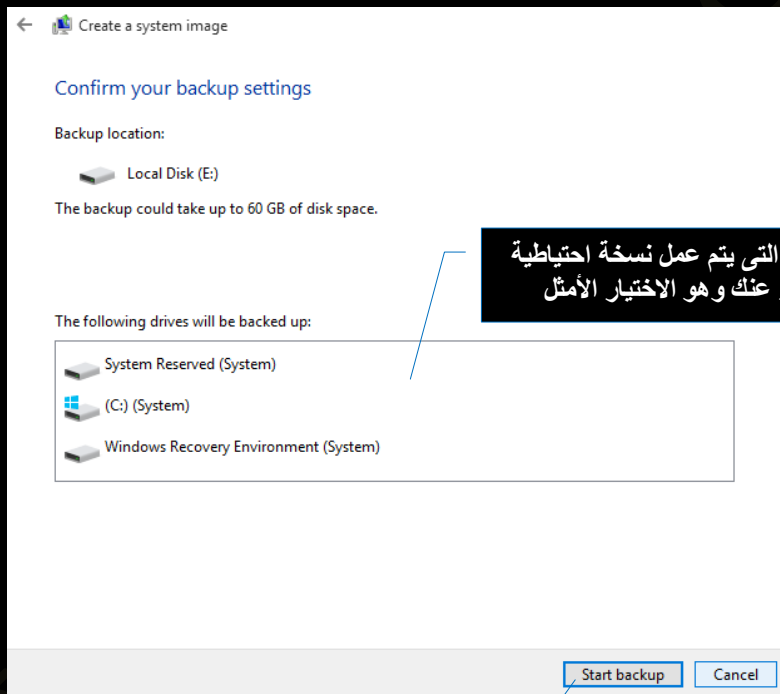 Create a system image
Confirm your backup settings
Backup location:
Local Disk (E:)
The backup could take up to 60 GB of disk space.
التى يتم عمل نسخة احتياطية
عنك وهو الاختيار الأمثل
The following drives will be backed up:
System Reserved (System)
(C:) (System)
Windows Recovery Environment (System)
Start backup
Cancel